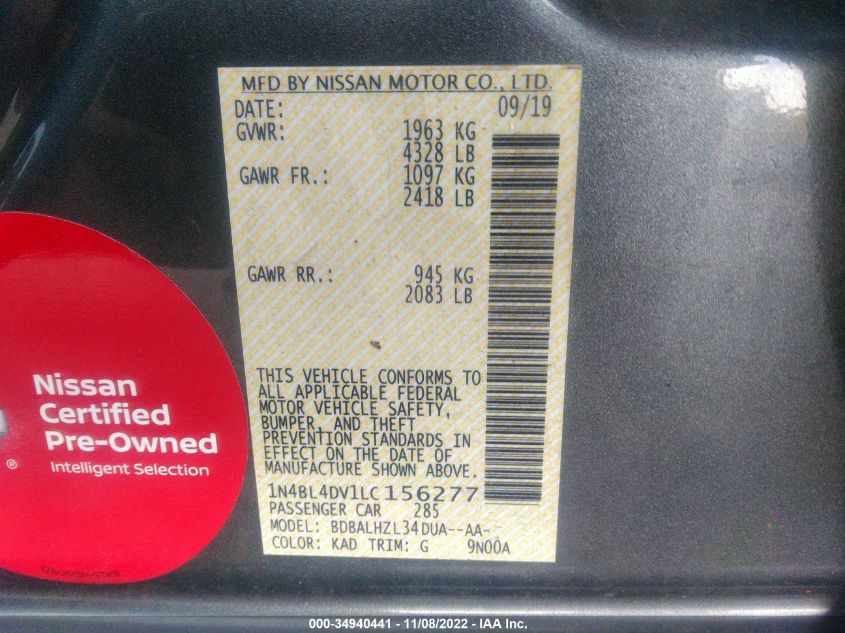 MFD BY NISSAN MOTOR CO., LTD.
DATE: 09/19
GVWR: 1963 KG
4328 LB
GAWR FR.: 1097 KG
2418 LB
GAWR RR.: 945 KG
2083 LB
THIS VEHICLE CONFORMS TO
ALL APPLICABLE FEDERAL
MOTOR VEHICLE SAFETY,
BUMPER, AND THEFT
PREVENTION STANDARDS IN
EFFECT ON THE DATE OF
MANUFACTURE SHOWN ABOVE.
1N4BL4DV1LC156277
PASSENGER CAR 285
MODEL: BDBALHZL34DUA--AA-
COLOR: KAD TRIM: G 9N00A
Nissan
Certified
Pre-Owned
®
Intelligent Selection
000-34940441 - 11/08/2022 - IAA Inc.